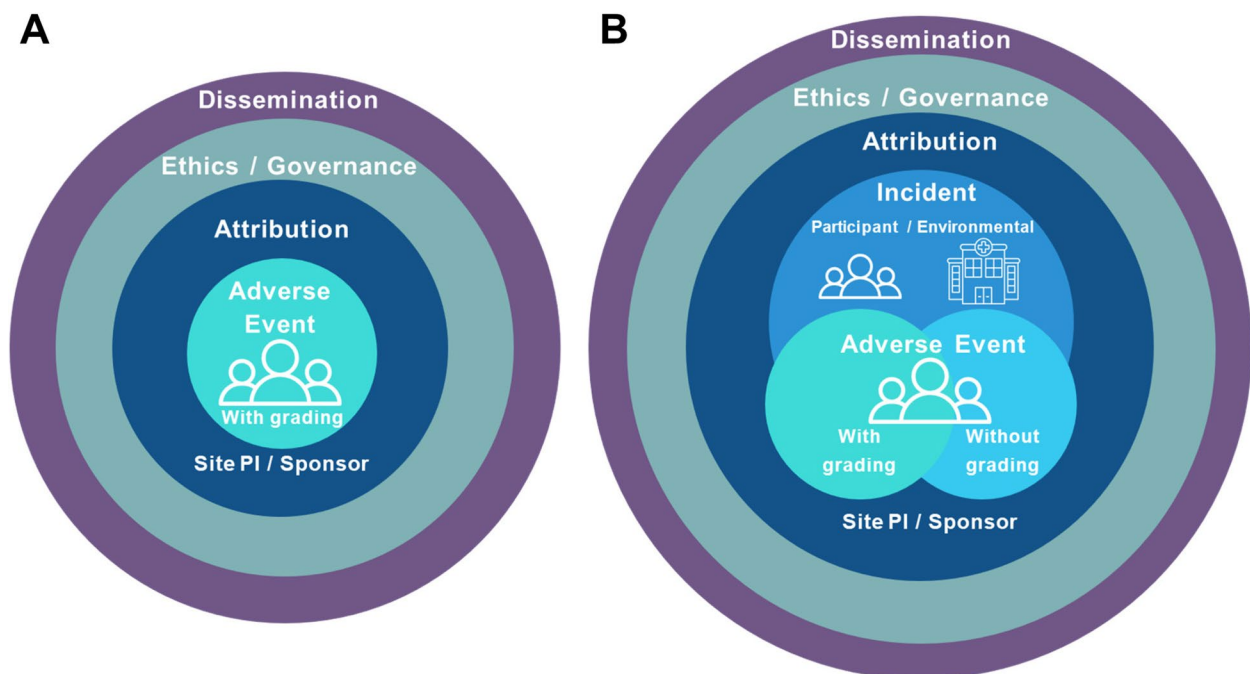 A
Dissemination
Ethics / Governance
Attribution
Adverse
Event
With grading
Site PI / Sponsor
B
Dissemination
Ethics / Governance
Attribution
Incident
Participant / Environmental
Adverse Event
With
grading
Without
grading
Site PI / Sponsor